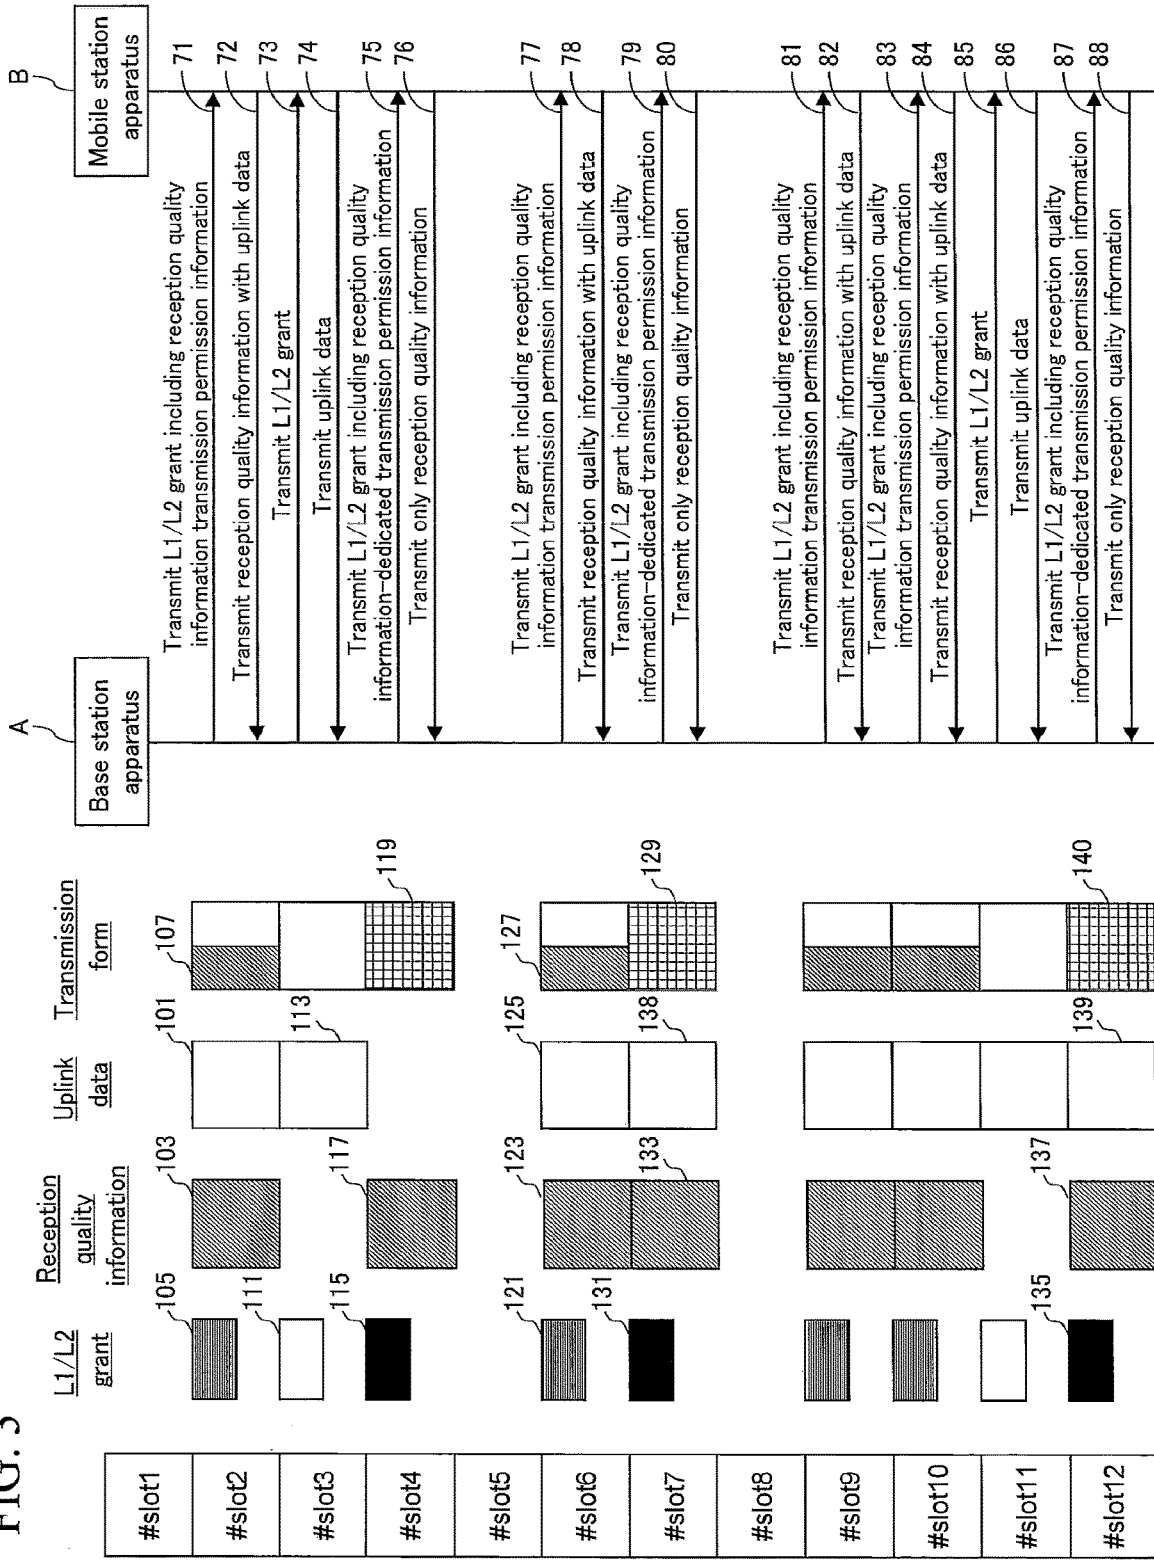 FIG. 3
L1/L2
grant
Reception
quality
information
Uplink
data
Transmission
form
A
Base station
apparatus
B
Mobile station
apparatus
#slot1
#slot2
#slot3
#slot4
#slot5
#slot6
#slot7
#slot8
#slot9
#slot10
#slot11
#slot12
105
111
115
121
131
135
103
117
123
133
137
101
113
125
138
139
107
119
127
129
140
Transmit L1/L2 grant including reception quality
information transmission permission information
71
Transmit reception quality information with uplink data
72
Transmit L1/L2 grant
73
Transmit uplink data
74
Transmit L1/L2 grant including reception quality
information-dedicated transmission permission information
75
Transmit only reception quality information
76
Transmit L1/L2 grant including reception quality
information transmission permission information
77
Transmit reception quality information with uplink data
78
Transmit L1/L2 grant including reception quality
information-dedicated transmission permission information
79
Transmit only reception quality information
80
Transmit L1/L2 grant including reception quality
information transmission permission information
81
Transmit reception quality information with uplink data
82
Transmit L1/L2 grant including reception quality
information transmission permission information
83
Transmit reception quality information with uplink data
84
Transmit L1/L2 grant
85
Transmit uplink data
86
Transmit L1/L2 grant including reception quality
information-dedicated transmission permission information
87
Transmit only reception quality information
88